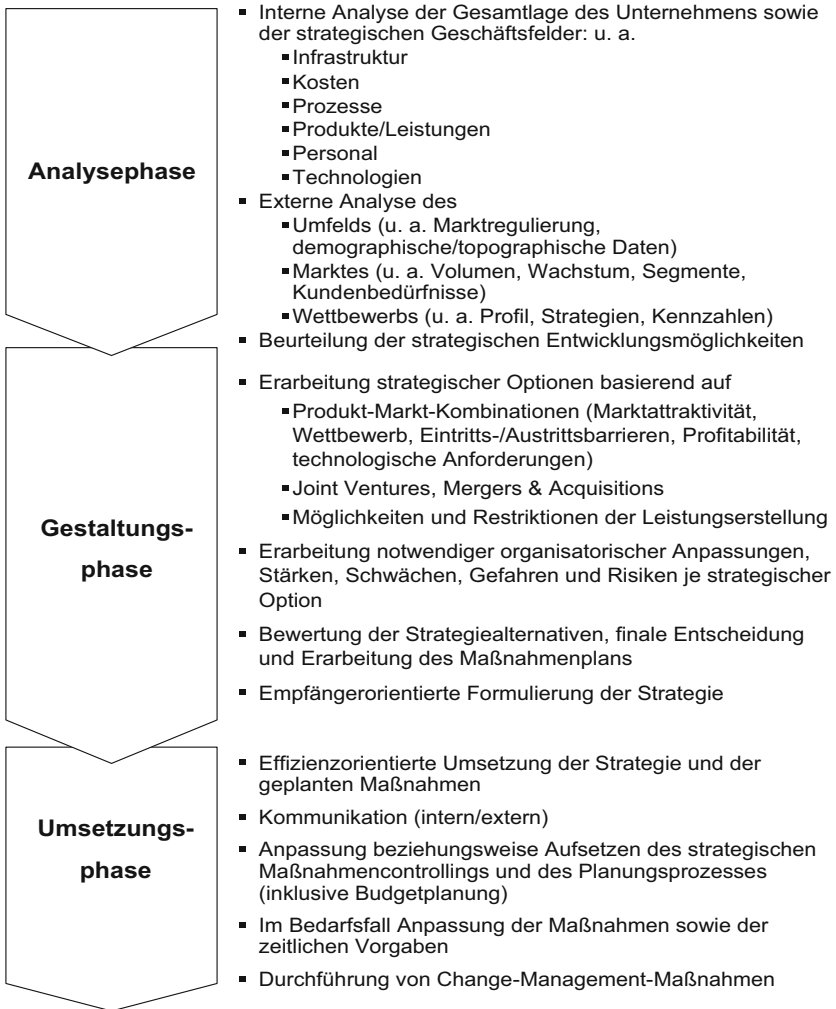 Analysephase
▪ Interne Analyse der Gesamtlage des Unternehmens sowie
der strategischen Geschäftsfelder: u. a.
▪ Infrastruktur
▪ Kosten
▪ Prozesse
▪ Produkte/Leistungen
▪ Personal
▪ Technologien
▪ Externe Analyse des
▪ Umfelds (u. a. Marktregulierung,
demographische/topographische Daten)
▪ Marktes (u. a. Volumen, Wachstum, Segmente,
Kundenbedürfnisse)
▪ Wettbewerbs (u. a. Profil, Strategien, Kennzahlen)
▪ Beurteilung der strategischen Entwicklungsmöglichkeiten
Gestaltungs-
phase
▪ Erarbeitung strategischer Optionen basierend auf
▪ Produkt-Markt-Kombinationen (Marktattraktivität,
Wettbewerb, Eintritts-/Austrittsbarrieren, Profitabilität,
technologische Anforderungen)
▪ Joint Ventures, Mergers & Acquisitions
▪ Möglichkeiten und Restriktionen der Leistungserstellung
▪ Erarbeitung notwendiger organisatorischer Anpassungen,
Stärken, Schwächen, Gefahren und Risiken je strategischer
Option
▪ Bewertung der Strategiealternativen, finale Entscheidung
und Erarbeitung des Maßnahmenplans
▪ Empfängerorientierte Formulierung der Strategie
Umsetzungs-
phase
▪ Effizienzorientierte Umsetzung der Strategie und der
geplanten Maßnahmen
▪ Kommunikation (intern/extern)
▪ Anpassung beziehungsweise Aufsetzen des strategischen
Maßnahmencontrollings und des Planungsprozesses
(inklusive Budgetplanung)
▪ Im Bedarfsfall Anpassung der Maßnahmen sowie der
zeitlichen Vorgaben
▪ Durchführung von Change-Management-Maßnahmen